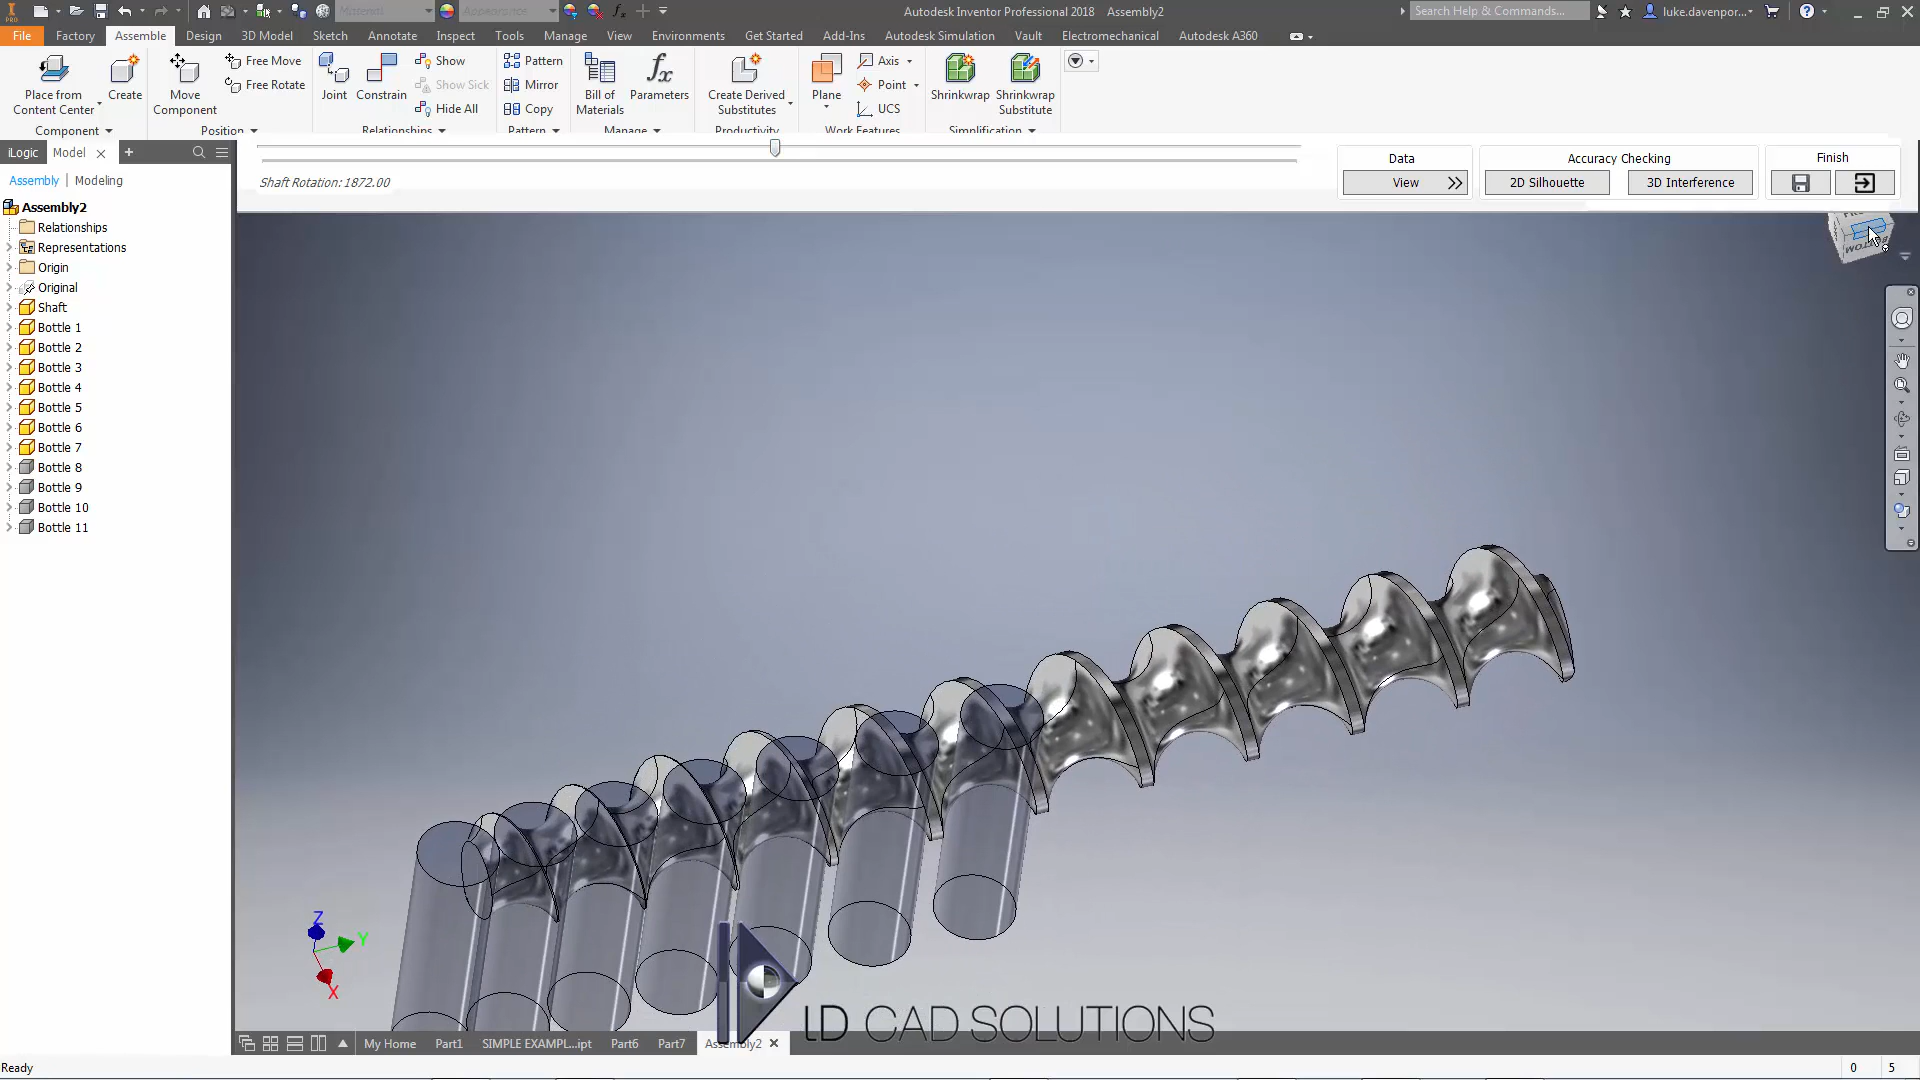 Autodesk Inventor Professional 2018 Assembly2
Search Help & Commands...
luke.davenpor...
Material
Appearance
File Factory Assemble Design 3D Model Sketch Annotate Inspect Tools Manage View Environments Get Started Add-Ins Autodesk Simulation Vault Electromechanical Autodesk A360
Place from
Content Center
Create
Component
Move
Component
Free Move
Free Rotate
Position
Joint
Constrain
Show
Show Sick
Hide All
Relationships
Pattern
Mirror
Copy
Pattern
Bill of
Materials
Parameters
Manage
Create Derived
Substitutes
Productivity
Plane
Axis
Point
UCS
Work Features
Shrinkwrap
Shrinkwrap
Substitute
Simplification
iLogic Model
Assembly | Modeling
Assembly2
Relationships
Representations
Origin
Original
Shaft
Bottle 1
Bottle 2
Bottle 3
Bottle 4
Bottle 5
Bottle 6
Bottle 7
Bottle 8
Bottle 9
Bottle 10
Bottle 11
Shaft Rotation: 1872.00
Data
View
Accuracy Checking
2D Silhouette
3D Interference
Finish
BOTTOM
Z
Y
X
LD CAD SOLUTIONS
My Home Part1 SIMPLE EXAMPL...ipt Part6 Part7 Assembly2
Ready
0 5